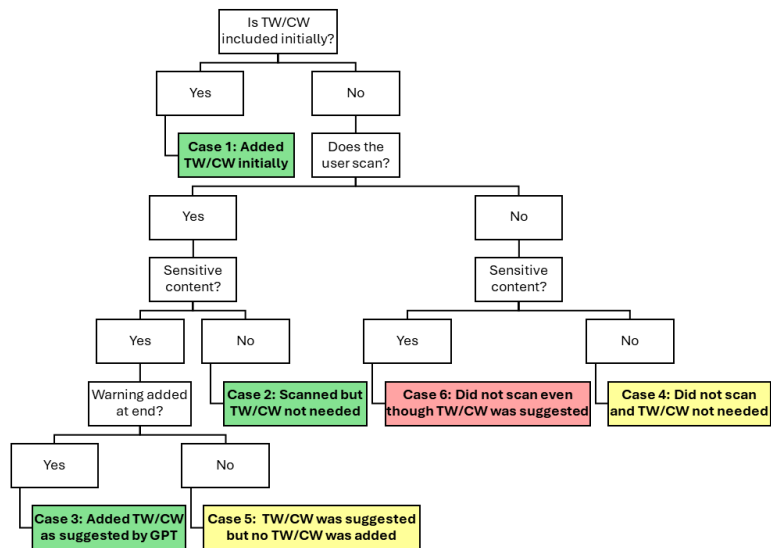 Is TW/CW
included initially?
Yes
No
Case 1: Added
TW/CW initially
Does the
user scan?
Yes
No
Sensitive
content?
Sensitive
content?
Yes
No
Yes
No
Warning added
at end?
Case 2: Scanned but
TW/CW not needed
Case 6: Did not scan even
though TW/CW was suggested
Case 4: Did not scan
and TW/CW not needed
Yes
No
Case 3: Added TW/CW
as suggested by GPT
Case 5: TW/CW was suggested
but no TW/CW was added